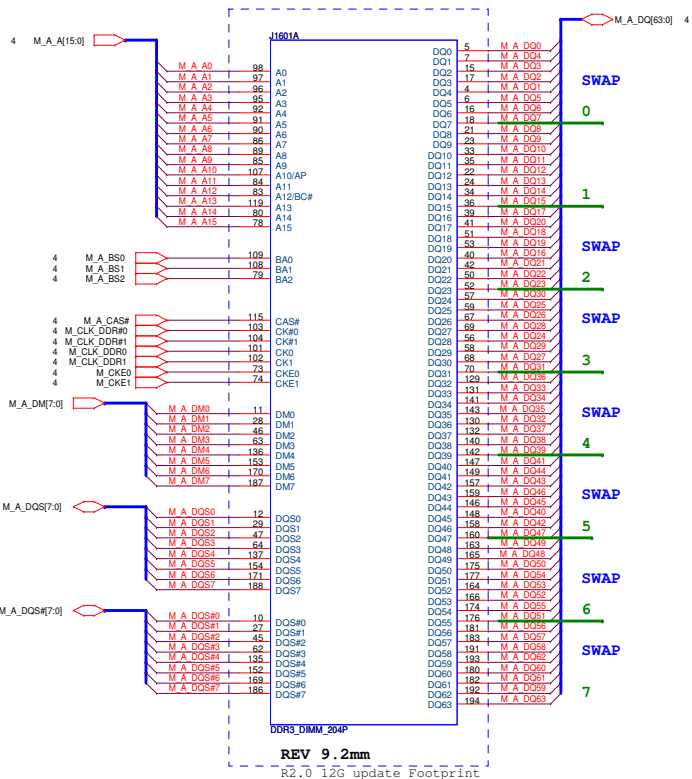 4 M_A_A[15:0]
M_A_A0 98 A0
M_A_A1 97 A1
M_A_A2 96 A2
M_A_A3 95 A3
M_A_A4 92 A4
M_A_A5 91 A5
M_A_A6 90 A6
M_A_A7 86 A7
M_A_A8 89 A8
M_A_A9 85 A9
M_A_A10 107 A10/AP
M_A_A11 84 A11
M_A_A12 83 A12/BC#
M_A_A13 119 A13
M_A_A14 80 A14
M_A_A15 78 A15
4 M_A_BS0 109 BA0
4 M_A_BS1 108 BA1
4 M_A_BS2 79 BA2
4 M_A_CAS# 115 CAS#
4 M_CLK_DDR#0 103 CK#0
4 M_CLK_DDR#1 104 CK#1
4 M_CLK_DDR0 101 CK0
4 M_CLK_DDR1 102 CK1
4 M_CKE0 73 CKE0
4 M_CKE1 74 CKE1
M_A_DM[7:0]
M_A_DM0 11 DM0
M_A_DM1 28 DM1
M_A_DM2 46 DM2
M_A_DM3 63 DM3
M_A_DM4 136 DM4
M_A_DM5 153 DM5
M_A_DM6 170 DM6
M_A_DM7 187 DM7
M_A_DQS[7:0]
M_A_DQS0 12 DQS0
M_A_DQS1 29 DQS1
M_A_DQS2 47 DQS2
M_A_DQS3 64 DQS3
M_A_DQS4 137 DQS4
M_A_DQS5 154 DQS5
M_A_DQS6 171 DQS6
M_A_DQS7 188 DQS7
M_A_DQS#[7:0]
M_A_DQS#0 10 DQS#0
M_A_DQS#1 27 DQS#1
M_A_DQS#2 45 DQS#2
M_A_DQS#3 62 DQS#3
M_A_DQS#4 135 DQS#4
M_A_DQS#5 152 DQS#5
M_A_DQS#6 169 DQS#6
M_A_DQS#7 186 DQS#7
J1601A
M_A_DQ[63:0] 4
DQ0 5 M_A_DQ0
DQ1 7 M_A_DQ4
DQ2 15 M_A_DQ3
DQ3 17 M_A_DQ2
DQ4 4 M_A_DQ1
DQ5 6 M_A_DQ5
DQ6 16 M_A_DQ6
DQ7 18 M_A_DQ7
DQ8 21 M_A_DQ8
DQ9 23 M_A_DQ9
DQ10 33 M_A_DQ10
DQ11 35 M_A_DQ11
DQ12 22 M_A_DQ12
DQ13 24 M_A_DQ13
DQ14 34 M_A_DQ14
DQ15 36 M_A_DQ15
DQ16 39 M_A_DQ17
DQ17 41 M_A_DQ20
DQ18 51 M_A_DQ18
DQ19 53 M_A_DQ19
DQ20 40 M_A_DQ16
DQ21 42 M_A_DQ21
DQ22 50 M_A_DQ22
DQ23 52 M_A_DQ23
DQ24 57 M_A_DQ30
DQ25 59 M_A_DQ25
DQ26 67 M_A_DQ26
DQ27 69 M_A_DQ28
DQ28 56 M_A_DQ24
DQ29 58 M_A_DQ29
DQ30 68 M_A_DQ27
DQ31 70 M_A_DQ31
DQ32 129 M_A_DQ36
DQ33 131 M_A_DQ33
DQ34 141 M_A_DQ34
DQ35 143 M_A_DQ35
DQ36 130 M_A_DQ32
DQ37 132 M_A_DQ37
DQ38 140 M_A_DQ38
DQ39 142 M_A_DQ39
DQ40 147 M_A_DQ41
DQ41 149 M_A_DQ44
DQ42 157 M_A_DQ43
DQ43 159 M_A_DQ46
DQ44 146 M_A_DQ45
DQ45 148 M_A_DQ40
DQ46 158 M_A_DQ42
DQ47 160 M_A_DQ47
DQ48 163 M_A_DQ49
DQ49 165 M_A_DQ48
DQ50 175 M_A_DQ50
DQ51 177 M_A_DQ54
DQ52 164 M_A_DQ53
DQ53 166 M_A_DQ52
DQ54 174 M_A_DQ55
DQ55 176 M_A_DQ51
DQ56 181 M_A_DQ56
DQ57 183 M_A_DQ57
DQ58 191 M_A_DQ58
DQ59 193 M_A_DQ62
DQ60 180 M_A_DQ60
DQ61 182 M_A_DQ61
DQ62 192 M_A_DQ59
DQ63 194 M_A_DQ63
SWAP
0
1
SWAP
2
SWAP
3
SWAP
4
SWAP
5
SWAP
6
SWAP
7
DDR3_DIMM_204P
REV 9.2mm
R2.0 12G update Footprint